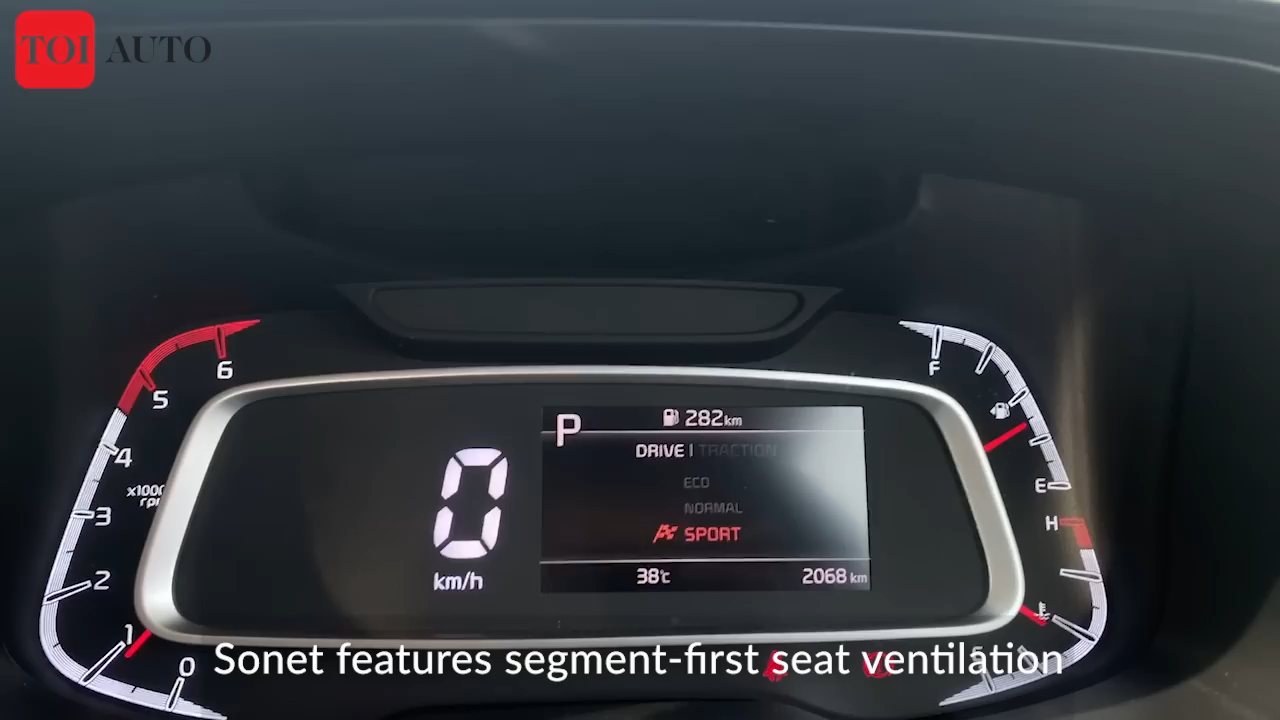 TOI AUTO
6
5
4
x1000
3
2
1
0
0
km/h
P
282km
DRIVE | TRACTION
ECO
NORMAL
SPORT
38°c
2068 km
F
E
H
Sonet features segment-first seat ventilation